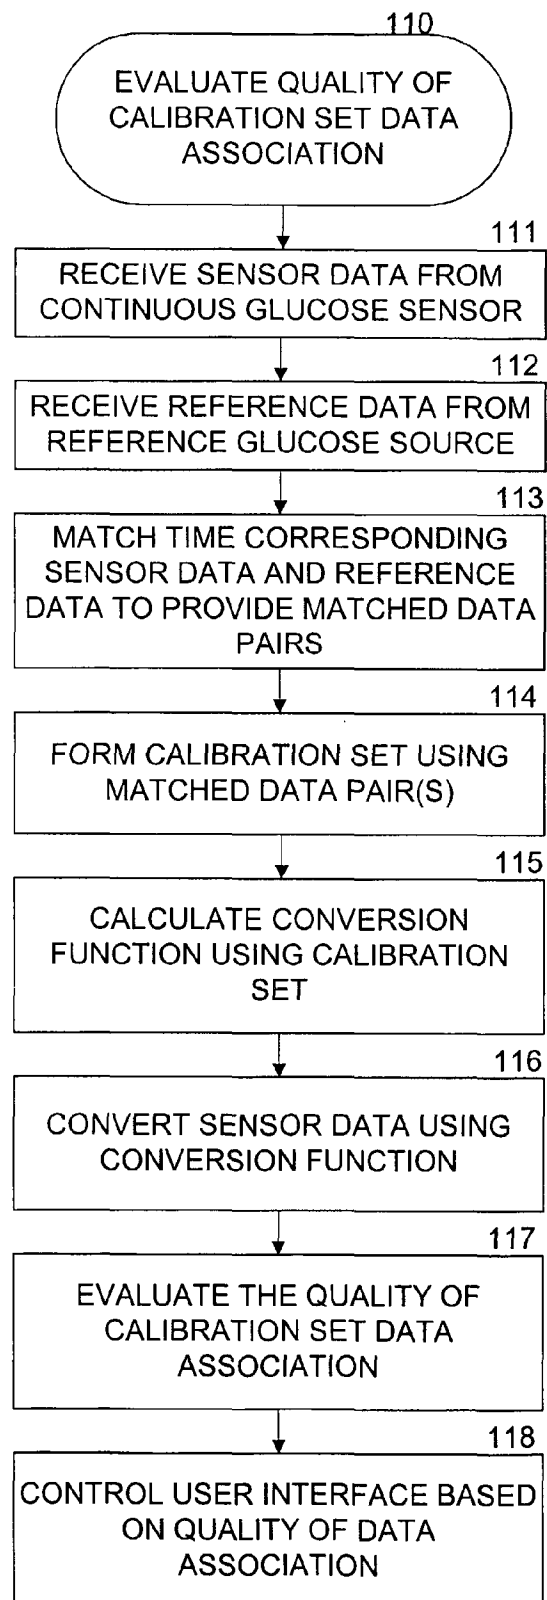 110
EVALUATE QUALITY OF
CALIBRATION SET DATA
ASSOCIATION
111
RECEIVE SENSOR DATA FROM
CONTINUOUS GLUCOSE SENSOR
112
RECEIVE REFERENCE DATA FROM
REFERENCE GLUCOSE SOURCE
113
MATCH TIME CORRESPONDING
SENSOR DATA AND REFERENCE
DATA TO PROVIDE MATCHED DATA
PAIRS
114
FORM CALIBRATION SET USING
MATCHED DATA PAIR(S)
115
CALCULATE CONVERSION
FUNCTION USING CALIBRATION
SET
116
CONVERT SENSOR DATA USING
CONVERSION FUNCTION
117
EVALUATE THE QUALITY OF
CALIBRATION SET DATA
ASSOCIATION
118
CONTROL USER INTERFACE BASED
ON QUALITY OF DATA
ASSOCIATION